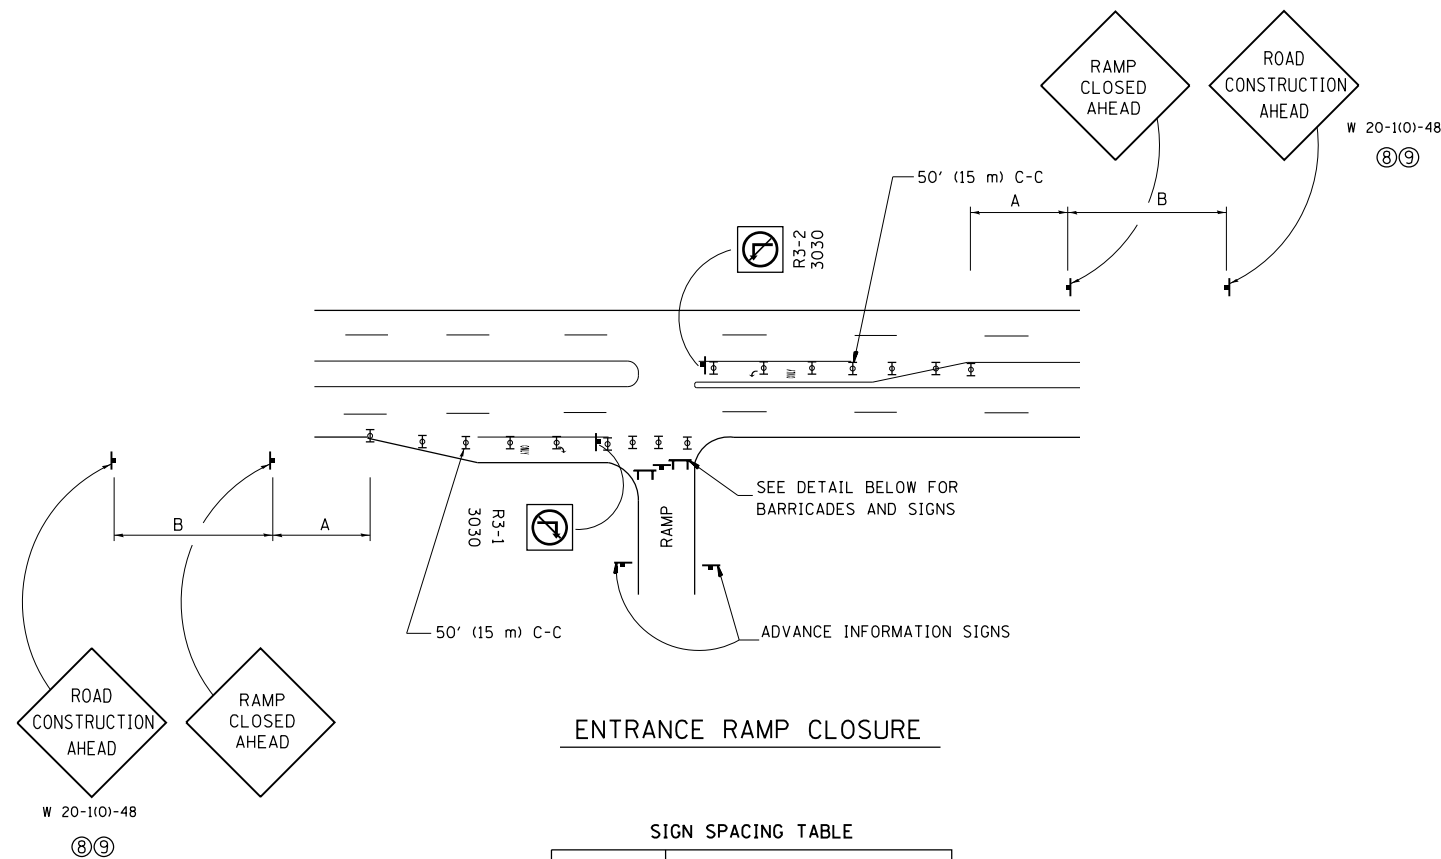 RAMP
CLOSED
AHEAD
ROAD
CONSTRUCTION
AHEAD
W 20-1(O)-48
⑧⑨
50' (15 m) C-C
A
B
R3-2
3030
ONLY
ONLY
SEE DETAIL BELOW FOR
BARRICADES AND SIGNS
R3-1
3030
RAMP
B
A
50' (15 m) C-C
ADVANCE INFORMATION SIGNS
ROAD
CONSTRUCTION
AHEAD
RAMP
CLOSED
AHEAD
W 20-1(O)-48
⑧⑨
ENTRANCE RAMP CLOSURE
SIGN SPACING TABLE